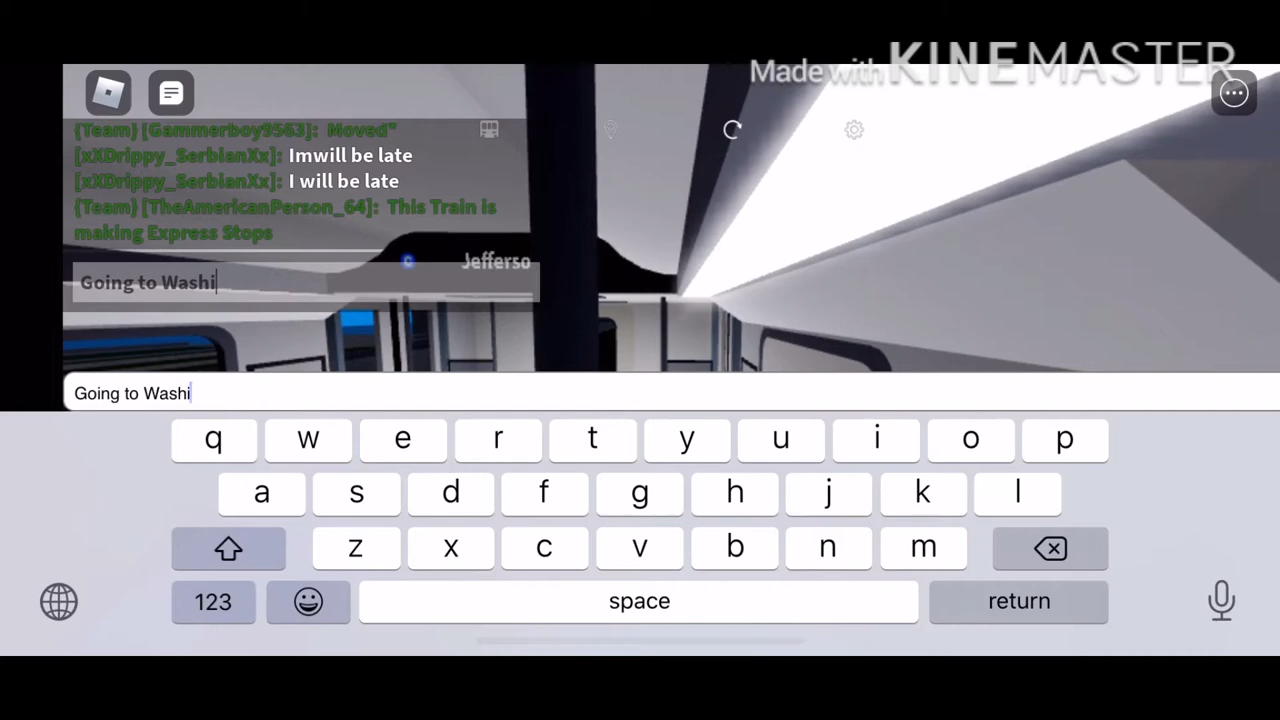 Made with KINEMASTER
{Team} [Gammerboy9563]: Moved"
[xXDrippy_SerbianXx]: Imwill be late
[xXDrippy_SerbianXx]: I will be late
{Team} [TheAmericanPerson_64]: This Train is
making Express Stops
C Jefferso
Going to Washi
Going to Washi
q w e r t y u i o p
a s d f g h j k l
z x c v b n m
123 space return